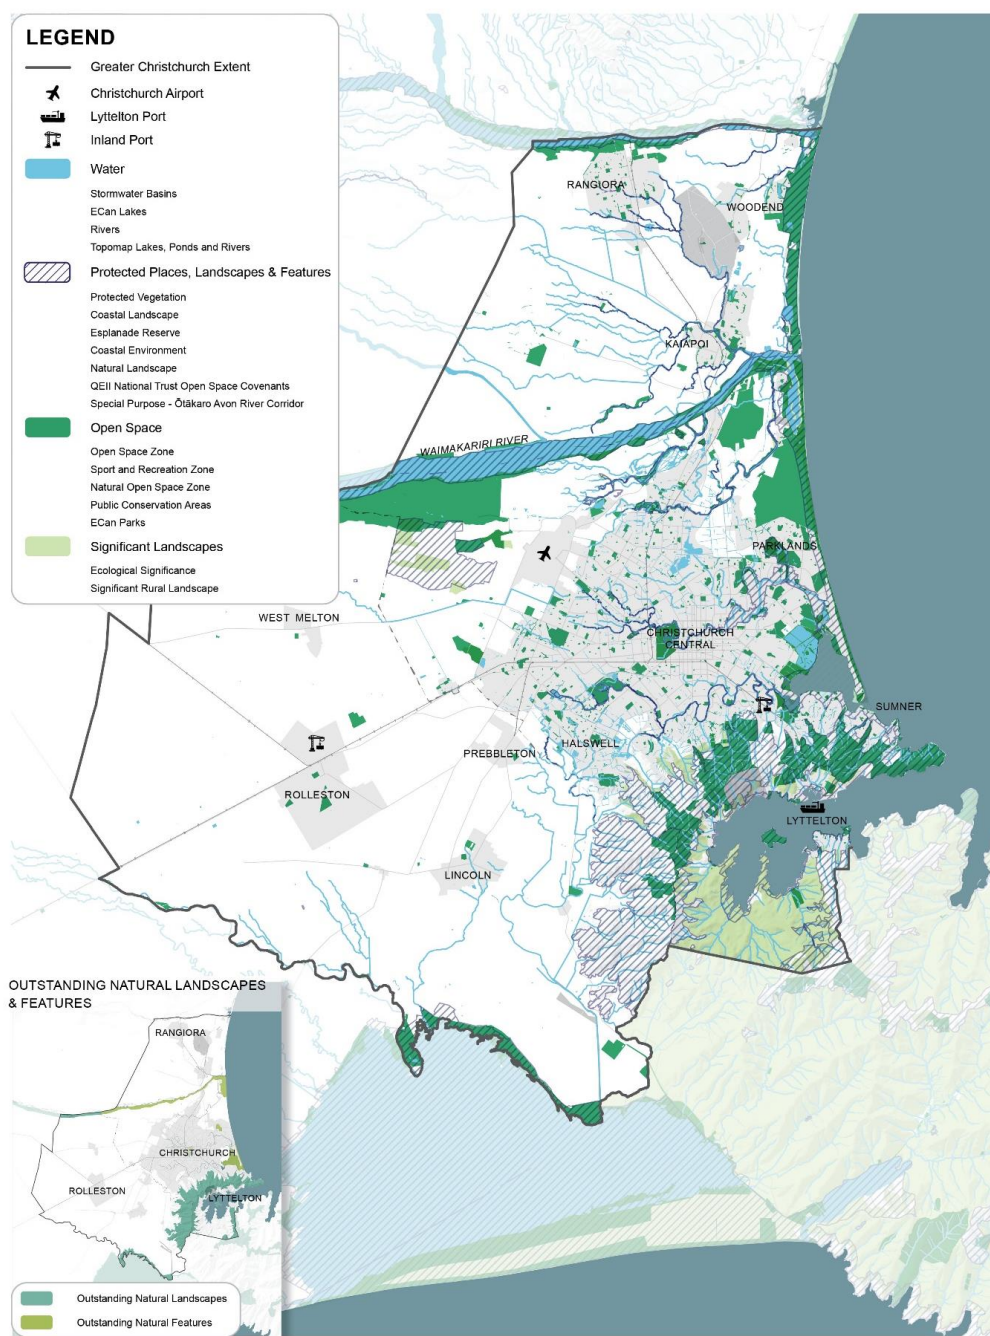 LEGEND
Greater Christchurch Extent
Christchurch Airport
Lyttelton Port
Inland Port
Water
Stormwater Basins
ECan Lakes
Rivers
Topomap Lakes, Ponds and Rivers
Protected Places, Landscapes & Features
Protected Vegetation
Coastal Landscape
Esplanade Reserve
Coastal Environment
Natural Landscape
QEII National Trust Open Space Covenants
Special Purpose - Ōtākaro Avon River Corridor
Open Space
Open Space Zone
Sport and Recreation Zone
Natural Open Space Zone
Public Conservation Areas
ECan Parks
Significant Landscapes
Ecological Significance
Significant Rural Landscape
RANGIORA
WOODEND
KAIAPOI
WAIMAKARIRI RIVER
PARKLANDS
WEST MELTON
CHRISTCHURCH
CENTRAL
SUMNER
PREBBLETON
HALSWELL
ROLLESTON
LYTTELTON
LINCOLN
OUTSTANDING NATURAL LANDSCAPES
& FEATURES
RANGIORA
CHRISTCHURCH
ROLLESTON
LYTTELTON
Outstanding Natural Landscapes
Outstanding Natural Features